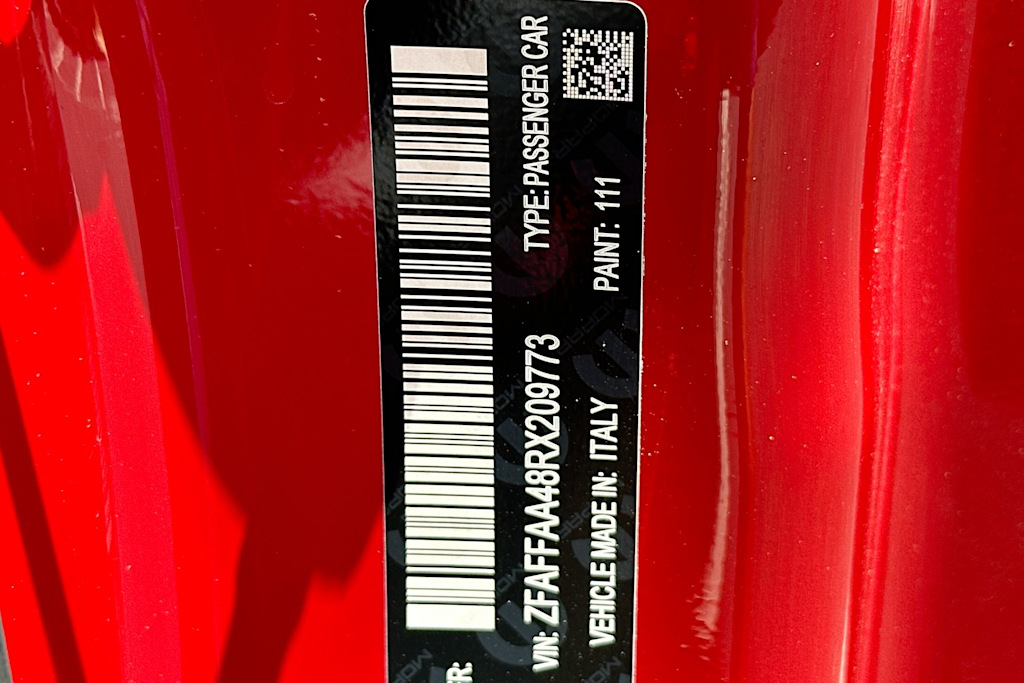 VIN: ZFAFFAA48RX209773 TYPE: PASSENGER CAR
VEHICLE MADE IN: ITALY PAINT: 111